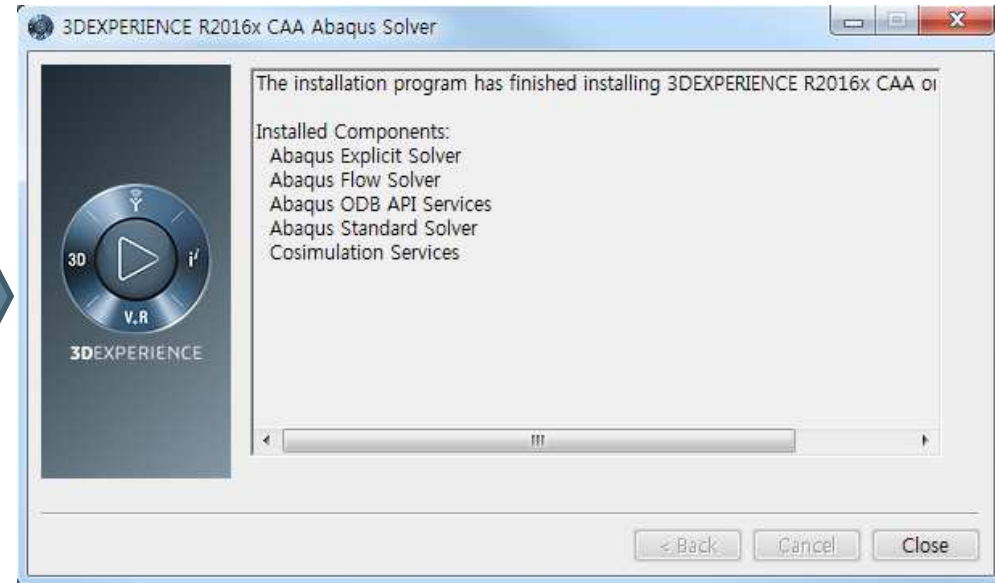 3DEXPERIENCE R2016x CAA Abaqus Solver
The installation program has finished installing 3DEXPERIENCE R2016x CAA or
Installed Components:
Abaqus Explicit Solver
Abaqus Flow Solver
Abaqus ODB API Services
Abaqus Standard Solver
Cosimulation Services
3D
i
V.R
3DEXPERIENCE
< Back
Cancel
Close